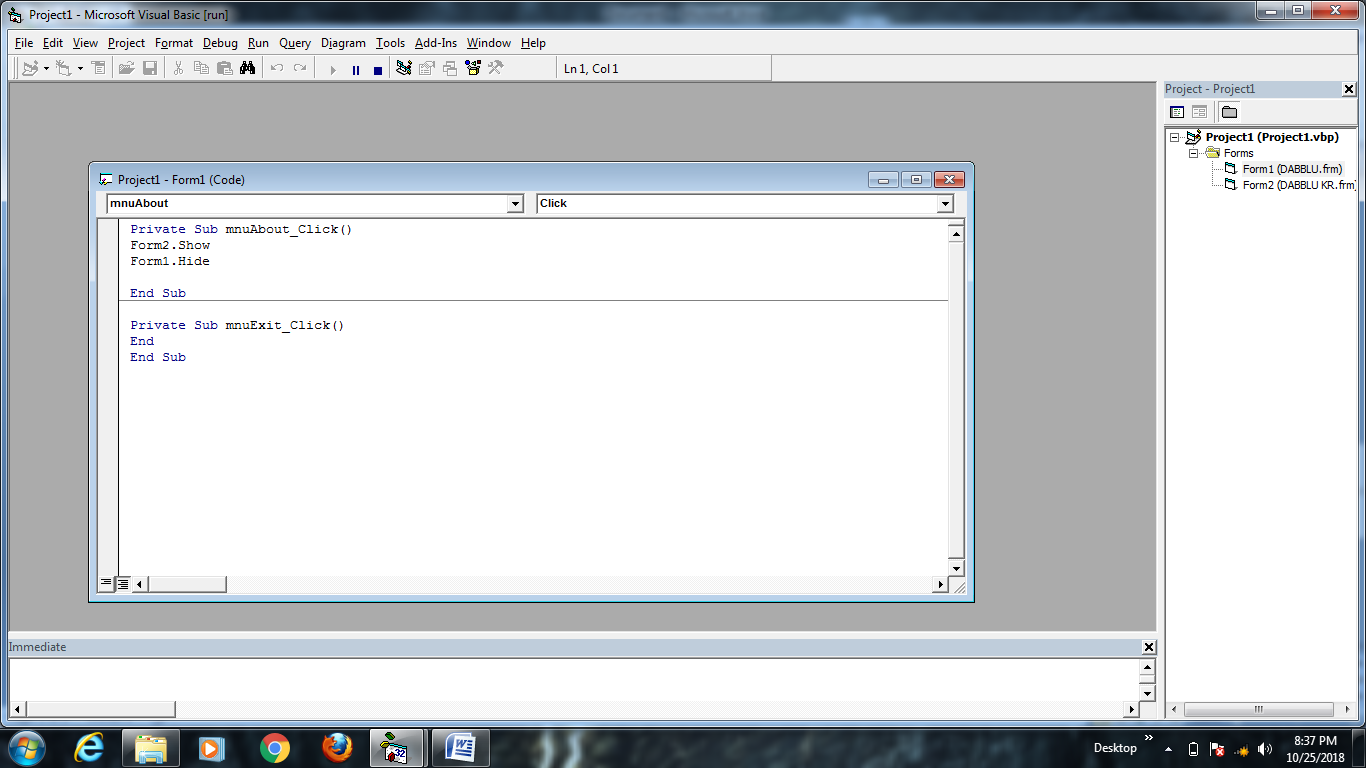 Project1 - Microsoft Visual Basic [run]
File Edit View Project Format Debug Run Query Diagram Tools Add-Ins Window Help
Ln 1, Col 1
Project - Project1
Project1 (Project1.vbp)
Forms
Form1 (DABBLU.frm)
Form2 (DABBLU KR.frm)
Project1 - Form1 (Code)
mnuAbout Click
Private Sub mnuAbout_Click()
Form2.Show
Form1.Hide
End Sub
Private Sub mnuExit_Click()
End
End Sub
Immediate
32
Desktop
8:37 PM
10/25/2018